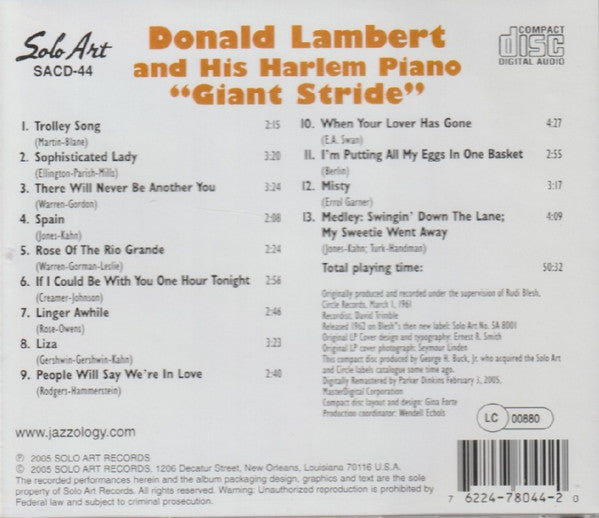 Solo Art
SACD-44
Donald Lambert
and His Harlem Piano
“Giant Stride”
COMPACT
disc
DIGITAL AUDIO
1. Trolley Song 2:15
(Martin-Blane)
2. Sophisticated Lady 3:20
(Ellington-Parish-Mills)
3. There Will Never Be Another You 3:24
(Warren-Gordon)
4. Spain 2:08
(Jones-Kahn)
5. Rose Of The Rio Grande 2:24
(Warren-Gorman-Leslie)
6. If I Could Be With You One Hour Tonight 2:56
(Creamer-Johnson)
7. Linger Awhile 2:46
(Rose-Owens)
8. Liza 3:23
(Gershwin-Gershwin-Kahn)
9. People Will Say We're In Love 2:40
(Rodgers-Hammerstein)
10. When Your Lover Has Gone 4:27
(E.A. Swan)
11. I'm Putting All My Eggs In One Basket 2:55
(Berlin)
12. Misty 3:17
(Errol Garner)
13. Medley: Swingin' Down The Lane; 4:09
My Sweetie Went Away
(Jones-Kahn; Turk-Handman)
Total playing time: 50:32
Originally produced and recorded under the supervision of Rudi Blesh,
Circle Records, March 1, 1961
Recordist: David Trimble
Released 1962 on Blesh's then new label: Solo Art No. SA 8001
Original LP Cover design and typography: Ernest R. Smith
Original LP cover photograph: Seymour Linden
This compact disc produced by George H. Buck, Jr. who acquired the Solo Art
and Circle labels catalogue some time ago.
Digitally Remastered by Parker Dinkins February 3, 2005,
MasterDigital Corporation
Compact disc layout and design: Gina Forte
Production coordinator: Wendell Echols
LC 00880
www.jazzology.com
℗ 2005 SOLO ART RECORDS
© 2005 SOLO ART RECORDS. 1206 Decatur Street, New Orleans, Louisiana 70116 U.S.A.
The recorded performances herein and the album packaging design, graphics and text are the sole
property of Solo Art Records. All rights reserved. Warning: Unauthorized reproduction is prohibited by
Federal law and subject to criminal prosecution.
7 62247-78044-2 0